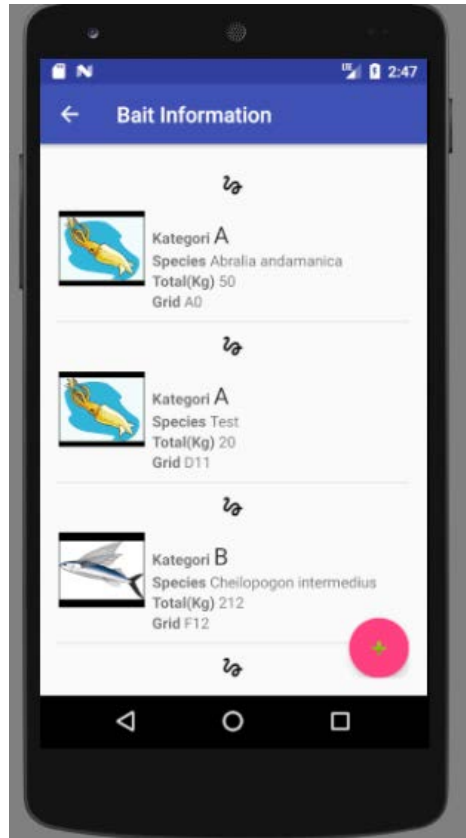 2:47
Bait Information
Kategori A
Species Abralia andamanica
Total(Kg) 50
Grid A0
Kategori A
Species Test
Total(Kg) 20
Grid D11
Kategori B
Species Cheilopogon intermedius
Total(Kg) 212
Grid F12